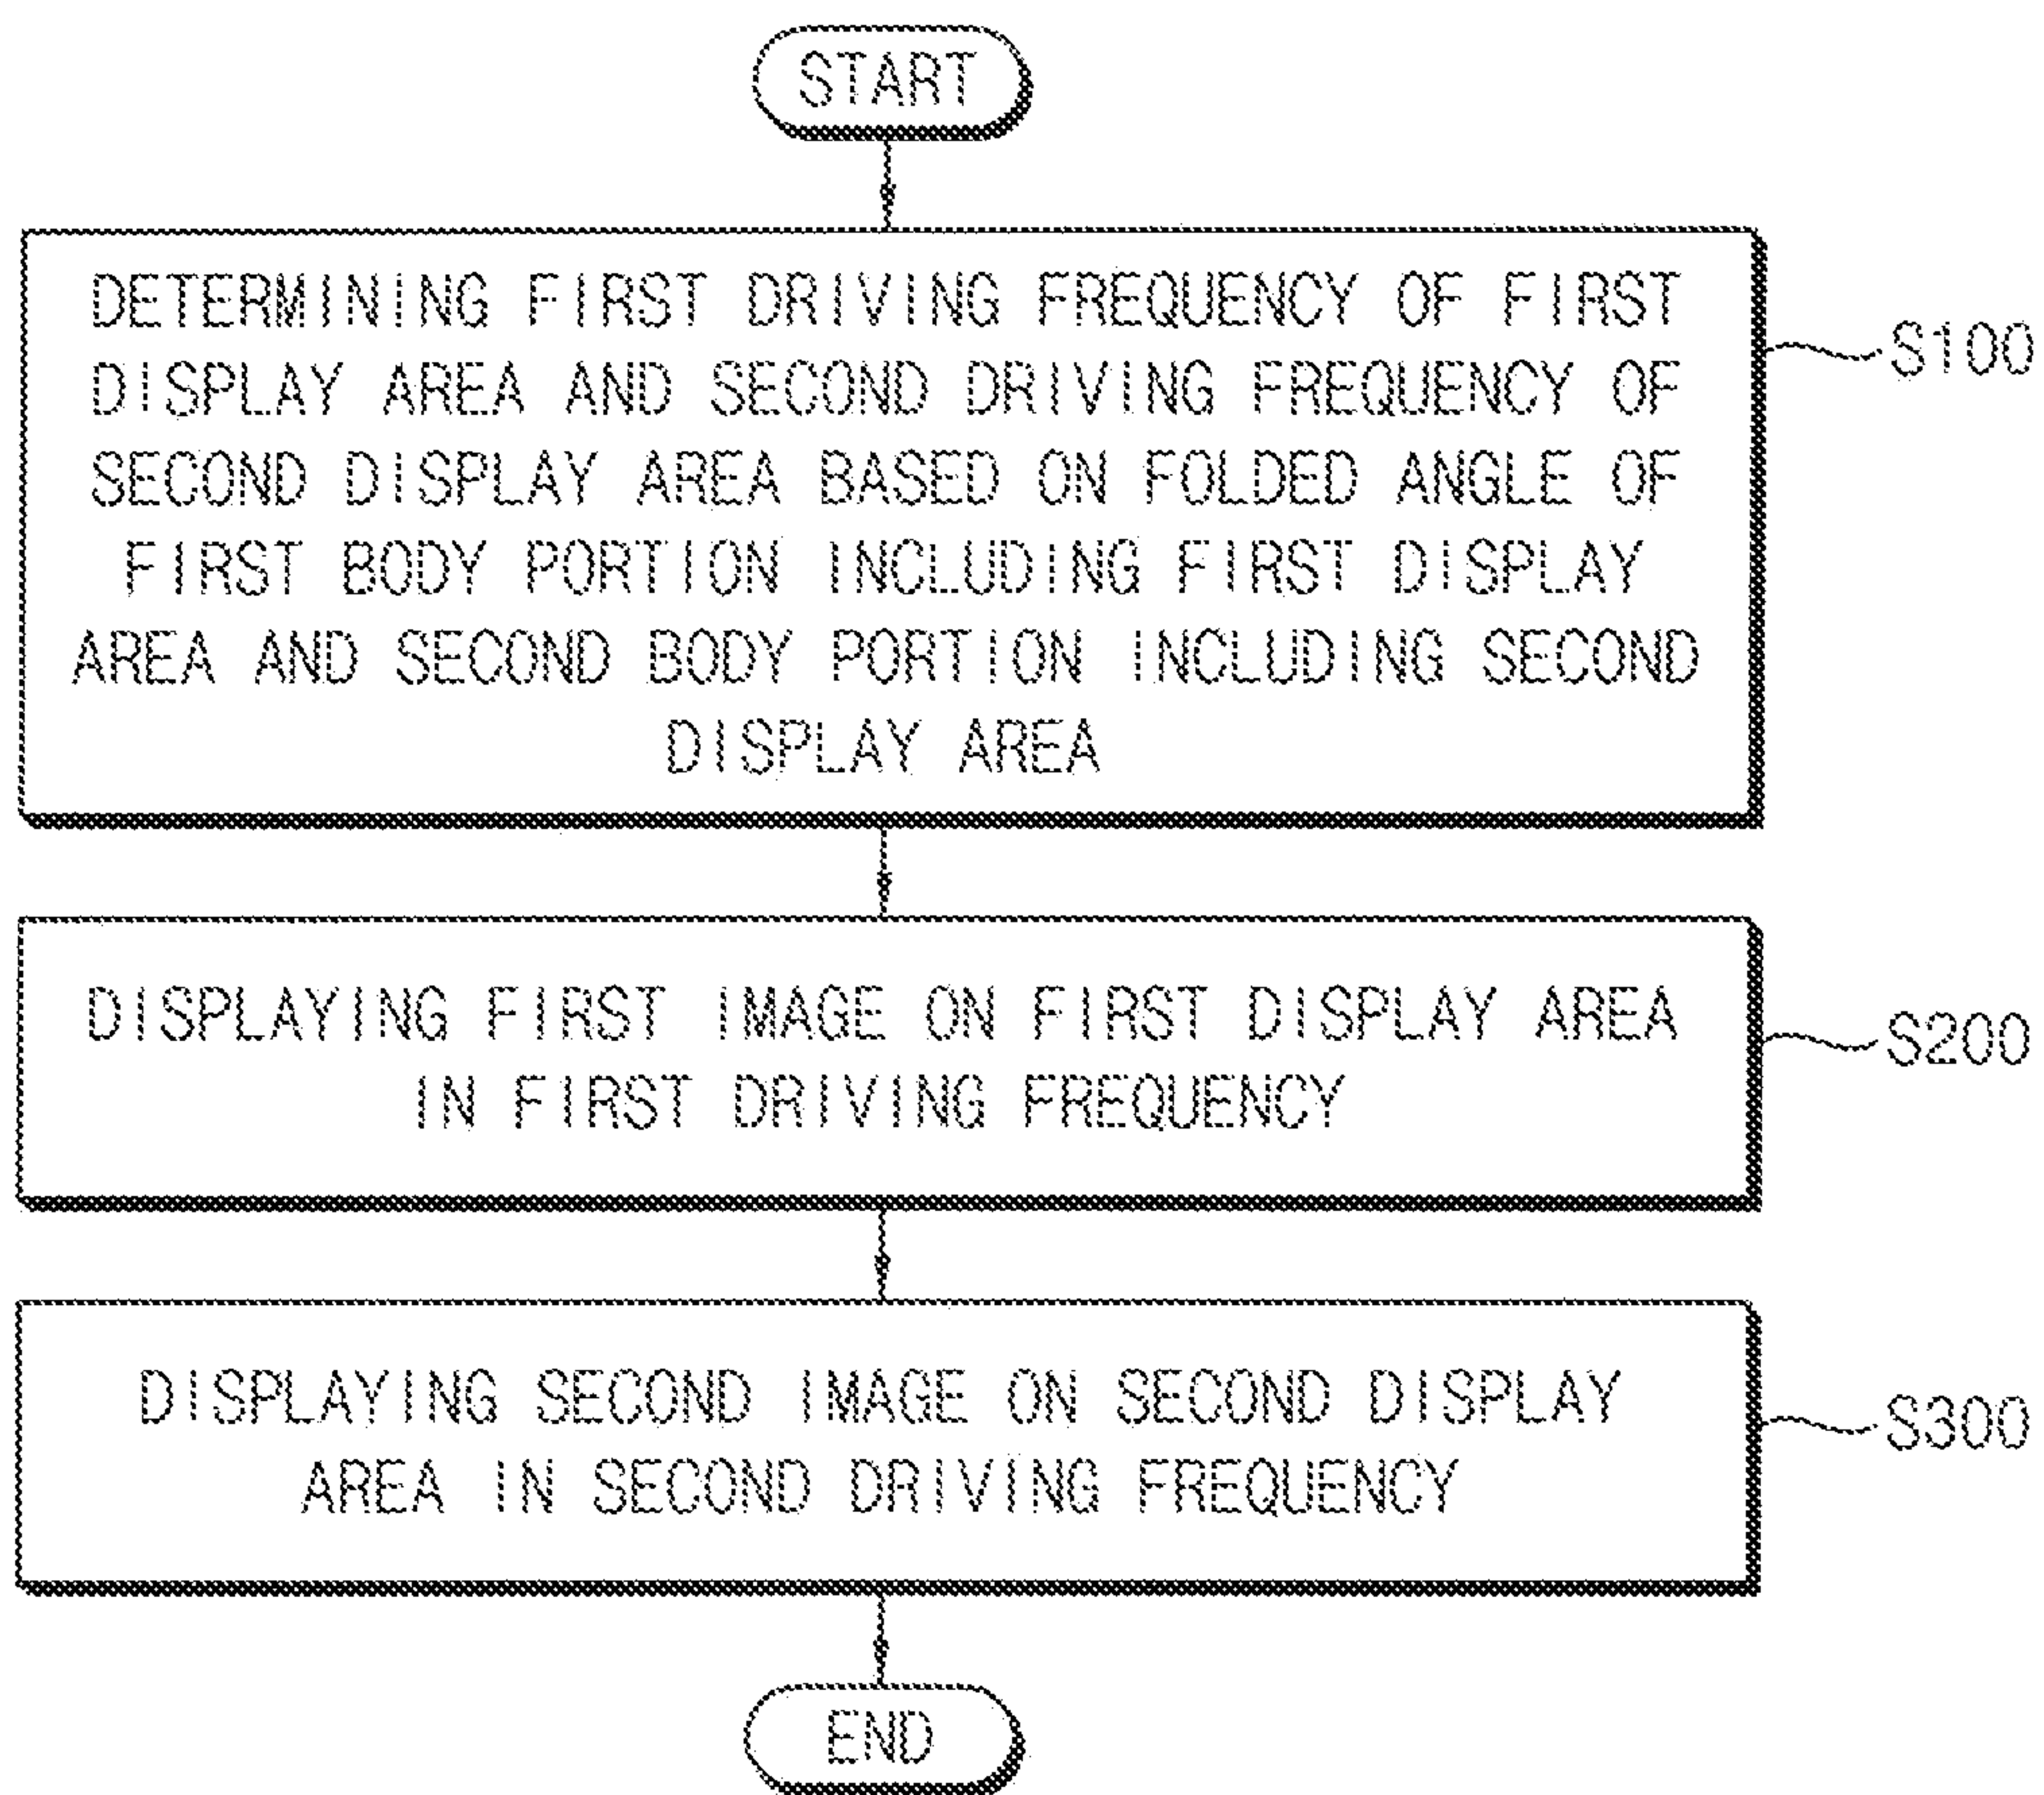 START
DETERMINING FIRST DRIVING FREQUENCY OF FIRST
DISPLAY AREA AND SECOND DRIVING FREQUENCY OF
SECOND DISPLAY AREA BASED ON FOLDED ANGLE OF
FIRST BODY PORTION INCLUDING FIRST DISPLAY
AREA AND SECOND BODY PORTION INCLUDING SECOND
DISPLAY AREA
S100
DISPLAYING FIRST IMAGE ON FIRST DISPLAY AREA
IN FIRST DRIVING FREQUENCY
S200
DISPLAYING SECOND IMAGE ON SECOND DISPLAY
AREA IN SECOND DRIVING FREQUENCY
S300
END